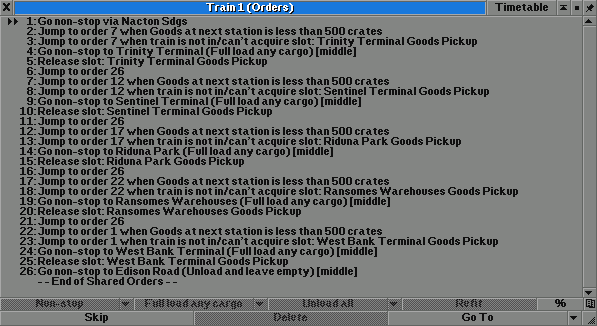 Train 1 (Orders)
Timetable
1: Go non-stop via Nacton Sdgs
2: Jump to order 7 when Goods at next station is less than 500 crates
3: Jump to order 7 when train is not in/can't acquire slot: Trinity Terminal Goods Pickup
4: Go non-stop to Trinity Terminal (Full load any cargo) [middle]
5: Release slot: Trinity Terminal Goods Pickup
6: Jump to order 26
7: Jump to order 12 when Goods at next station is less than 500 crates
8: Jump to order 12 when train is not in/can't acquire slot: Sentinel Terminal Goods Pickup
9: Go non-stop to Sentinel Terminal (Full load any cargo) [middle]
10: Release slot: Sentinel Terminal Goods Pickup
11: Jump to order 26
12: Jump to order 17 when Goods at next station is less than 500 crates
13: Jump to order 17 when train is not in/can't acquire slot: Riduna Park Goods Pickup
14: Go non-stop to Riduna Park (Full load any cargo) [middle]
15: Release slot: Riduna Park Goods Pickup
16: Jump to order 26
17: Jump to order 22 when Goods at next station is less than 500 crates
18: Jump to order 22 when train is not in/can't acquire slot: Ransomes Warehouses Goods Pickup
19: Go non-stop to Ransomes Warehouses (Full load any cargo) [middle]
20: Release slot: Ransomes Warehouses Goods Pickup
21: Jump to order 26
22: Jump to order 1 when Goods at next station is less than 500 crates
23: Jump to order 1 when train is not in/can't acquire slot: West Bank Terminal Goods Pickup
24: Go non-stop to West Bank Terminal (Full load any cargo) [middle]
25: Release slot: West Bank Terminal Goods Pickup
26: Go non-stop to Edison Road (Unload and leave empty) [middle]
- - End of Shared Orders - -
Non-stop Full load any cargo Unload all Refit %
Skip Delete Go To